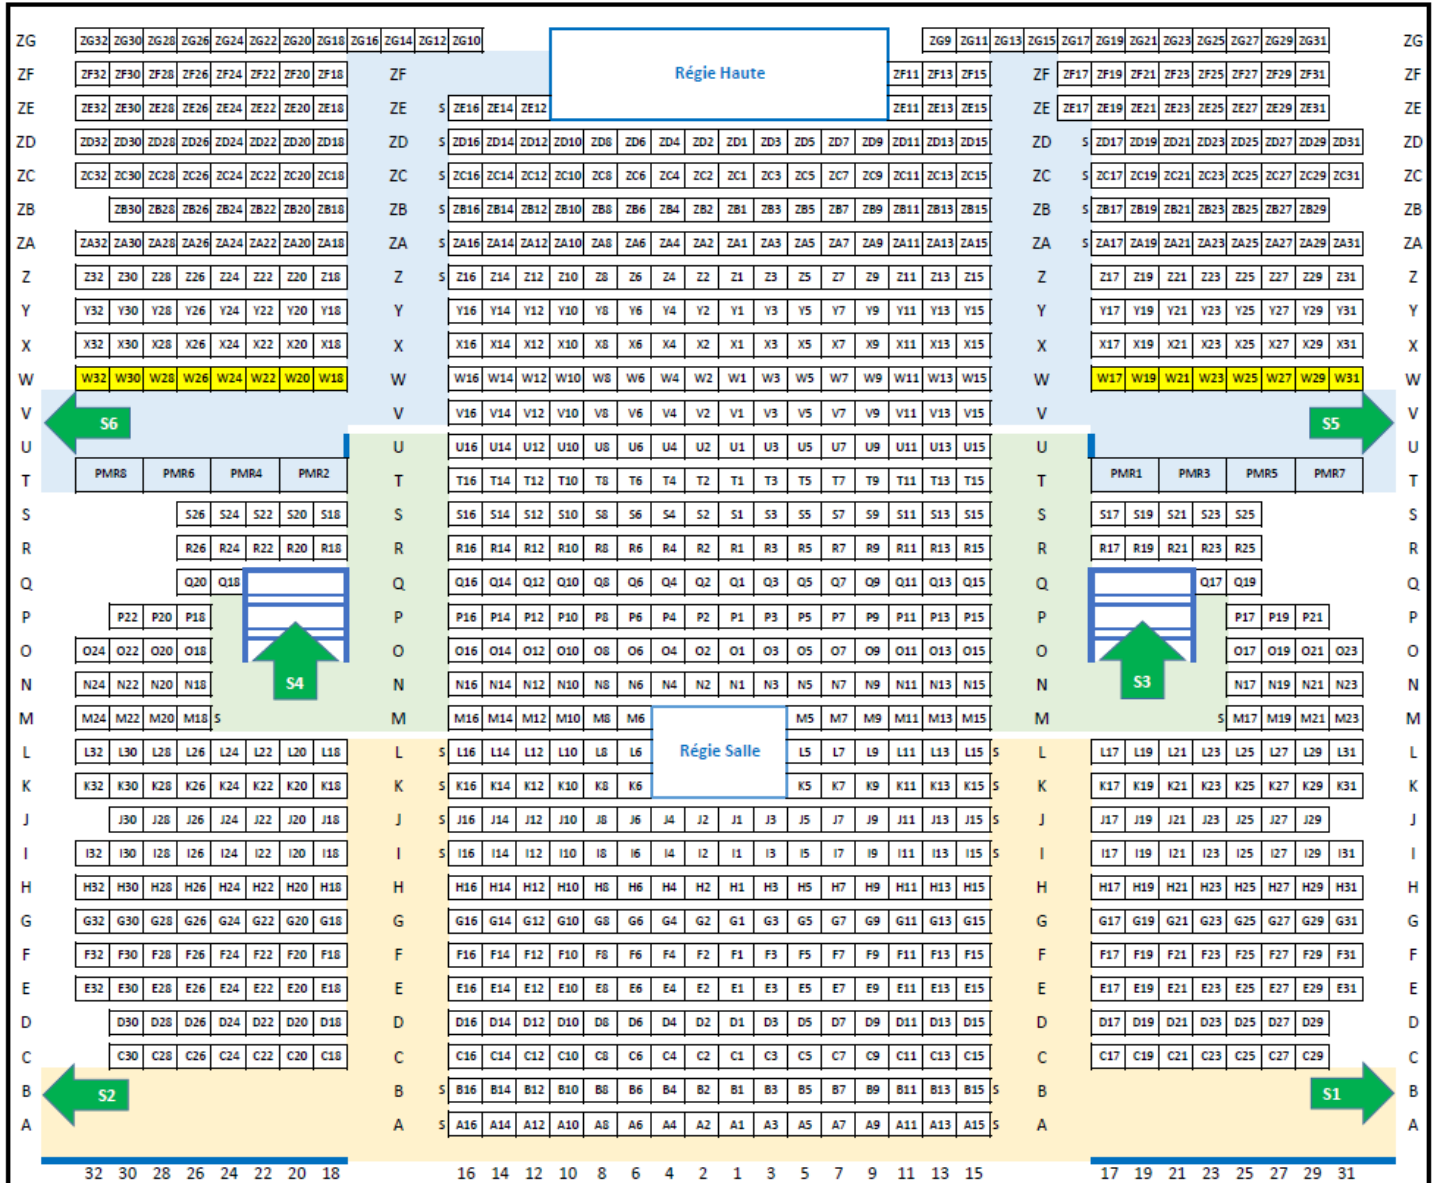 ZG ZG32 ZG30 ZG28 ZG26 ZG24 ZG22 ZG20 ZG18 ZG16 ZG14 ZG12 ZG10 ZG9 ZG11 ZG13 ZG15 ZG17 ZG19 ZG21 ZG23 ZG25 ZG27 ZG29 ZG31 ZG
Régie Haute
ZF ZF32 ZF30 ZF28 ZF26 ZF24 ZF22 ZF20 ZF18 ZF ZF11 ZF13 ZF15 ZF ZF17 ZF19 ZF21 ZF23 ZF25 ZF27 ZF29 ZF31 ZF
ZE ZE32 ZE30 ZE28 ZE26 ZE24 ZE22 ZE20 ZE18 ZE S ZE16 ZE14 ZE12 ZE11 ZE13 ZE15 ZE ZE17 ZE19 ZE21 ZE23 ZE25 ZE27 ZE29 ZE31 ZE
ZD ZD32 ZD30 ZD28 ZD26 ZD24 ZD22 ZD20 ZD18 ZD S ZD16 ZD14 ZD12 ZD10 ZD8 ZD6 ZD4 ZD2 ZD1 ZD3 ZD5 ZD7 ZD9 ZD11 ZD13 ZD15 ZD S ZD17 ZD19 ZD21 ZD23 ZD25 ZD27 ZD29 ZD31 ZD
ZC ZC32 ZC30 ZC28 ZC26 ZC24 ZC22 ZC20 ZC18 ZC S ZC16 ZC14 ZC12 ZC10 ZC8 ZC6 ZC4 ZC2 ZC1 ZC3 ZC5 ZC7 ZC9 ZC11 ZC13 ZC15 ZC S ZC17 ZC19 ZC21 ZC23 ZC25 ZC27 ZC29 ZC31 ZC
ZB ZB30 ZB28 ZB26 ZB24 ZB22 ZB20 ZB18 ZB S ZB16 ZB14 ZB12 ZB10 ZB8 ZB6 ZB4 ZB2 ZB1 ZB3 ZB5 ZB7 ZB9 ZB11 ZB13 ZB15 ZB S ZB17 ZB19 ZB21 ZB23 ZB25 ZB27 ZB29 ZB
ZA ZA32 ZA30 ZA28 ZA26 ZA24 ZA22 ZA20 ZA18 ZA S ZA16 ZA14 ZA12 ZA10 ZA8 ZA6 ZA4 ZA2 ZA1 ZA3 ZA5 ZA7 ZA9 ZA11 ZA13 ZA15 ZA S ZA17 ZA19 ZA21 ZA23 ZA25 ZA27 ZA29 ZA31 ZA
Z Z32 Z30 Z28 Z26 Z24 Z22 Z20 Z18 Z S Z16 Z14 Z12 Z10 Z8 Z6 Z4 Z2 Z1 Z3 Z5 Z7 Z9 Z11 Z13 Z15 Z Z17 Z19 Z21 Z23 Z25 Z27 Z29 Z31 Z
Y Y32 Y30 Y28 Y26 Y24 Y22 Y20 Y18 Y Y16 Y14 Y12 Y10 Y8 Y6 Y4 Y2 Y1 Y3 Y5 Y7 Y9 Y11 Y13 Y15 Y Y17 Y19 Y21 Y23 Y25 Y27 Y29 Y31 Y
X X32 X30 X28 X26 X24 X22 X20 X18 X X16 X14 X12 X10 X8 X6 X4 X2 X1 X3 X5 X7 X9 X11 X13 X15 X X17 X19 X21 X23 X25 X27 X29 X31 X
W W32 W30 W28 W26 W24 W22 W20 W18 W W16 W14 W12 W10 W8 W6 W4 W2 W1 W3 W5 W7 W9 W11 W13 W15 W W17 W19 W21 W23 W25 W27 W29 W31 W
V V V16 V14 V12 V10 V8 V6 V4 V2 V1 V3 V5 V7 V9 V11 V13 V15 V V
S6 S5
U U U16 U14 U12 U10 U8 U6 U4 U2 U1 U3 U5 U7 U9 U11 U13 U15 U U
T PMR8 PMR6 PMR4 PMR2 T T16 T14 T12 T10 T8 T6 T4 T2 T1 T3 T5 T7 T9 T11 T13 T15 T PMR1 PMR3 PMR5 PMR7 T
S S26 S24 S22 S20 S18 S S16 S14 S12 S10 S8 S6 S4 S2 S1 S3 S5 S7 S9 S11 S13 S15 S S17 S19 S21 S23 S25 S
R R26 R24 R22 R20 R18 R R16 R14 R12 R10 R8 R6 R4 R2 R1 R3 R5 R7 R9 R11 R13 R15 R R17 R19 R21 R23 R25 R
Q Q20 Q18 Q Q16 Q14 Q12 Q10 Q8 Q6 Q4 Q2 Q1 Q3 Q5 Q7 Q9 Q11 Q13 Q15 Q Q17 Q19 Q
P P22 P20 P18 P P16 P14 P12 P10 P8 P6 P4 P2 P1 P3 P5 P7 P9 P11 P13 P15 P P17 P19 P21 P
O O24 O22 O20 O18 O O16 O14 O12 O10 O8 O6 O4 O2 O1 O3 O5 O7 O9 O11 O13 O15 O O17 O19 O21 O23 O
N N24 N22 N20 N18 S4 N N16 N14 N12 N10 N8 N6 N4 N2 N1 N3 N5 N7 N9 N11 N13 N15 N S3 N17 N19 N21 N23 N
M M24 M22 M20 M18 S M M16 M14 M12 M10 M8 M6 M5 M7 M9 M11 M13 M15 M S M17 M19 M21 M23 M
L L32 L30 L28 L26 L24 L22 L20 L18 L S L16 L14 L12 L10 L8 L6 Régie Salle L5 L7 L9 L11 L13 L15 S L L17 L19 L21 L23 L25 L27 L29 L31 L
K K32 K30 K28 K26 K24 K22 K20 K18 K S K16 K14 K12 K10 K8 K6 K5 K7 K9 K11 K13 K15 S K K17 K19 K21 K23 K25 K27 K29 K31 K
J J30 J28 J26 J24 J22 J20 J18 J S J16 J14 J12 J10 J8 J6 J4 J2 J1 J3 J5 J7 J9 J11 J13 J15 S J J17 J19 J21 J23 J25 J27 J29 J
I I32 I30 I28 I26 I24 I22 I20 I18 I S I16 I14 I12 I10 I8 I6 I4 I2 I1 I3 I5 I7 I9 I11 I13 I15 S I I17 I19 I21 I23 I25 I27 I29 I31 I
H H32 H30 H28 H26 H24 H22 H20 H18 H H16 H14 H12 H10 H8 H6 H4 H2 H1 H3 H5 H7 H9 H11 H13 H15 H H17 H19 H21 H23 H25 H27 H29 H31 H
G G32 G30 G28 G26 G24 G22 G20 G18 G G16 G14 G12 G10 G8 G6 G4 G2 G1 G3 G5 G7 G9 G11 G13 G15 G G17 G19 G21 G23 G25 G27 G29 G31 G
F F32 F30 F28 F26 F24 F22 F20 F18 F F16 F14 F12 F10 F8 F6 F4 F2 F1 F3 F5 F7 F9 F11 F13 F15 F F17 F19 F21 F23 F25 F27 F29 F31 F
E E32 E30 E28 E26 E24 E22 E20 E18 E E16 E14 E12 E10 E8 E6 E4 E2 E1 E3 E5 E7 E9 E11 E13 E15 E E17 E19 E21 E23 E25 E27 E29 E31 E
D D30 D28 D26 D24 D22 D20 D18 D D16 D14 D12 D10 D8 D6 D4 D2 D1 D3 D5 D7 D9 D11 D13 D15 D D17 D19 D21 D23 D25 D27 D29 D
C C30 C28 C26 C24 C22 C20 C18 C C16 C14 C12 C10 C8 C6 C4 C2 C1 C3 C5 C7 C9 C11 C13 C15 C C17 C19 C21 C23 C25 C27 C29 C
B S2 B S B16 B14 B12 B10 B8 B6 B4 B2 B1 B3 B5 B7 B9 B11 B13 B15 S B S1 B
A A S A16 A14 A12 A10 A8 A6 A4 A2 A1 A3 A5 A7 A9 A11 A13 A15 S A A
32 30 28 26 24 22 20 18 16 14 12 10 8 6 4 2 1 3 5 7 9 11 13 15 17 19 21 23 25 27 29 31